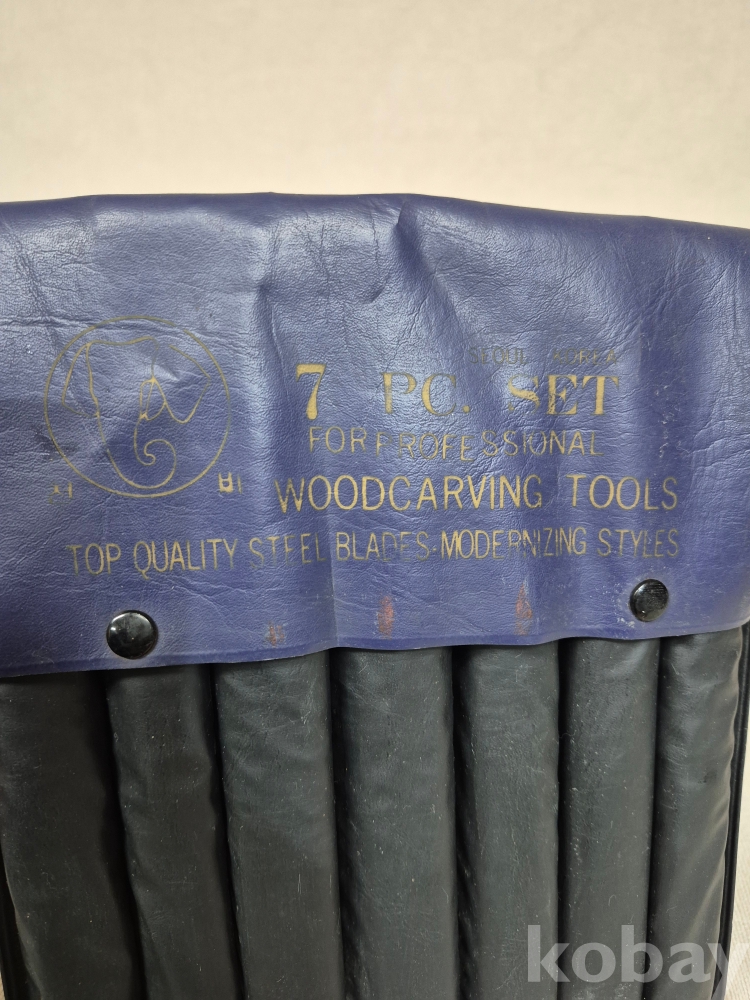 SEOUL KOREA
7 PC. SET
FOR PROFESSIONAL
WOODCARVING TOOLS
TOP QUALITY STEEL BLADES·MODERNIZING STYLES
kobay